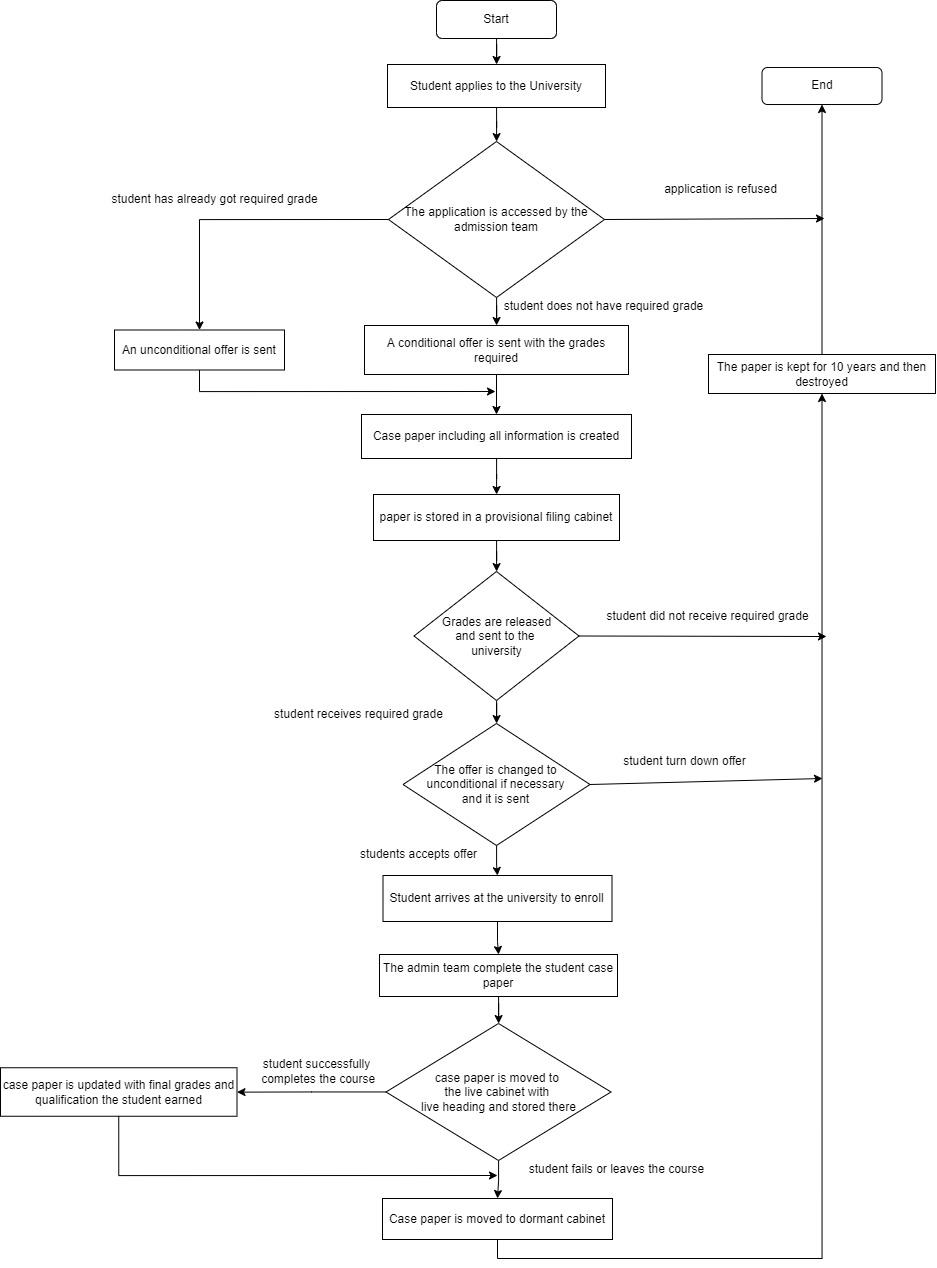 Start
Student applies to the University
End
application is refused
student has already got required grade
The application is accessed by the
admission team
student does not have required grade
An unconditional offer is sent
A conditional offer is sent with the grades
required
The paper is kept for 10 years and then
destroyed
Case paper including all information is created
paper is stored in a provisional filing cabinet
Grades are released
and sent to the
university
student did not receive required grade
student receives required grade
The offer is changed to
unconditional if necessary
and it is sent
student turn down offer
students accepts offer
Student arrives at the university to enroll
The admin team complete the student case
paper
student successfully
completes the course
case paper is updated with final grades and
qualification the student earned
case paper is moved to
the live cabinet with
live heading and stored there
student fails or leaves the course
Case paper is moved to dormant cabinet